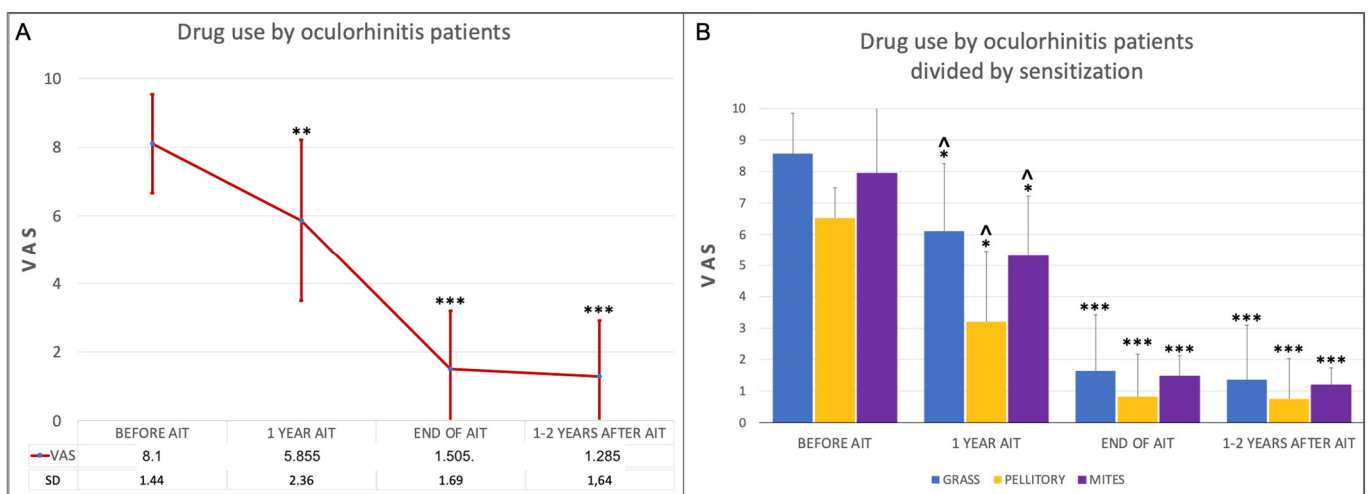 A
Drug use by oculorhinitis patients
10
8
6
4
2
0
VAS
**
***
***
BEFORE AIT 1 YEAR AIT END OF AIT 1-2 YEARS AFTER AIT
VAS 8.1 5.855 1.505. 1.285
SD 1.44 2.36 1.69 1,64
B
Drug use by oculorhinitis patients
divided by sensitization
10
9
8
7
6
5
4
3
2
1
0
VAS
^ ^ ^
* * *
*** *** ***
*** *** ***
BEFORE AIT 1 YEAR AIT END OF AIT 1-2 YEARS AFTER AIT
GRASS PELLITORY MITES